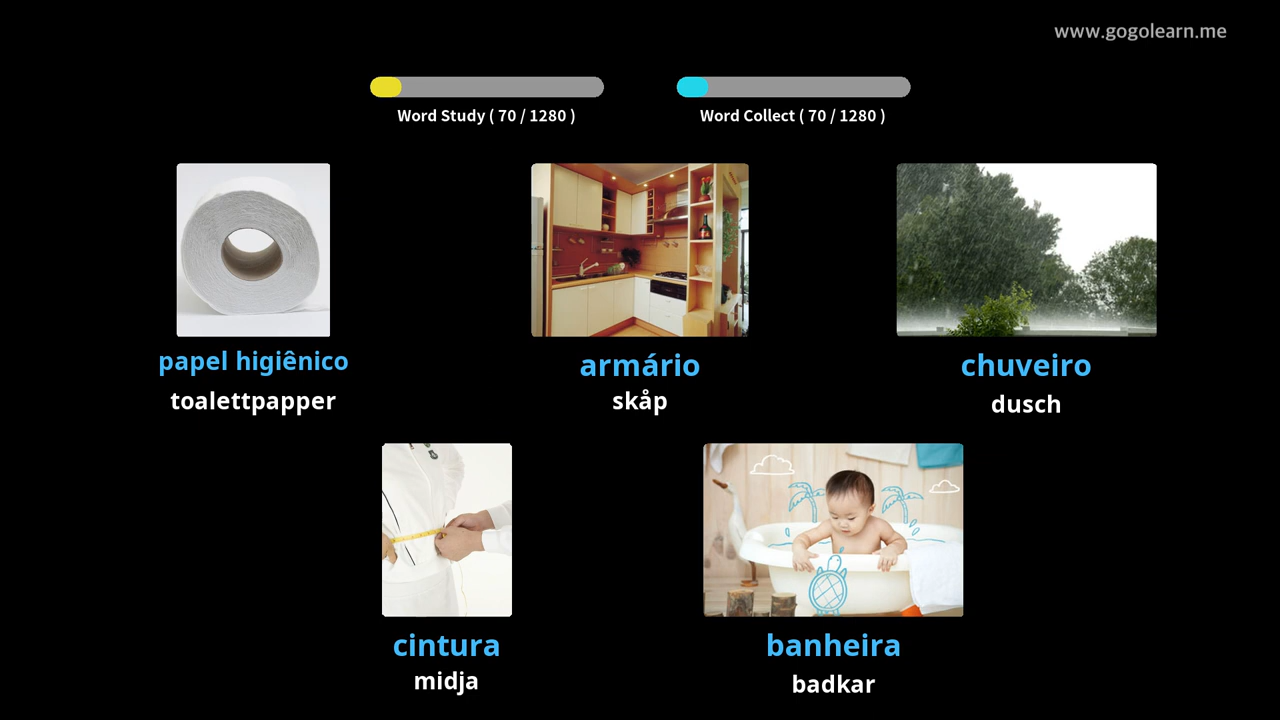 www.gogolearn.me
Word Study ( 70 / 1280 )
Word Collect ( 70 / 1280 )
papel higiênico
toalettpapper
armário
skåp
chuveiro
dusch
cintura
midja
banheira
badkar